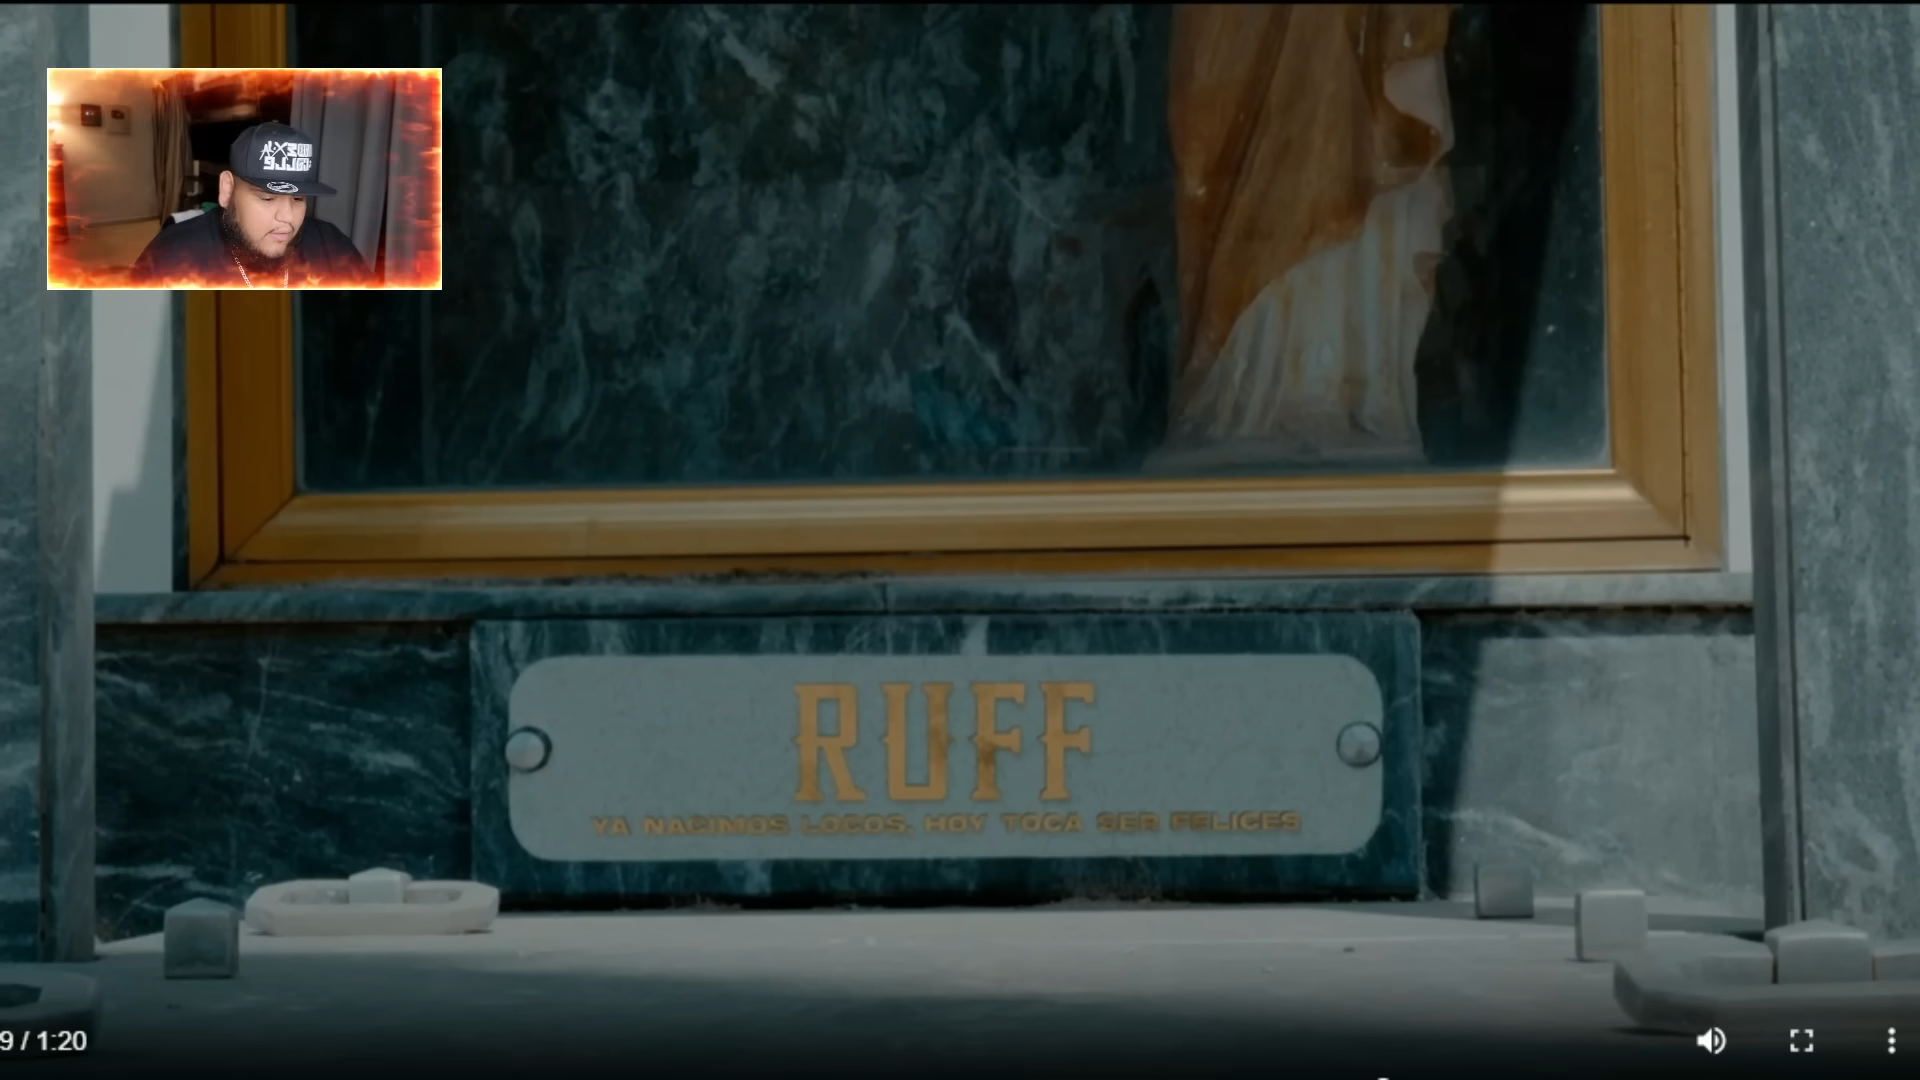 RUFF
YA NACIMOS LOCOS, HOY TOCA SER FELICES
9 / 1:20